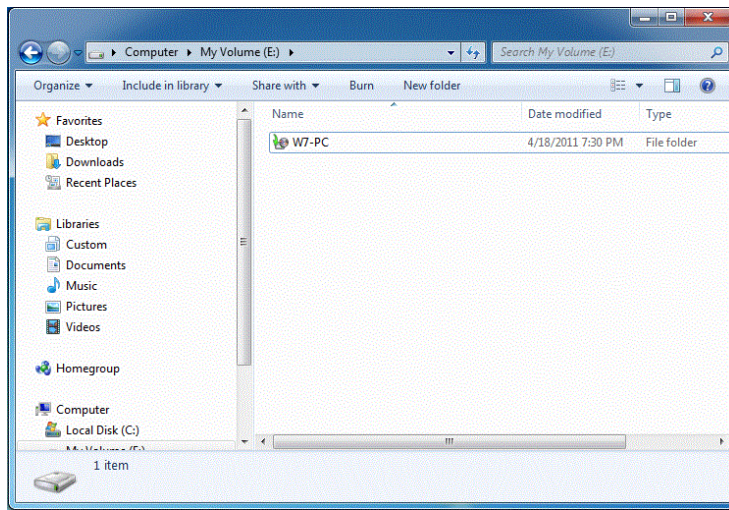 Computer My Volume (E:)
Search My Volume (E:)
Organize Include in library Share with Burn New folder
Favorites
Desktop
Downloads
Recent Places
Libraries
Custom
Documents
Music
Pictures
Videos
Homegroup
Computer
Local Disk (C:)
My Volume (E:)
Name Date modified Type
W7-PC 4/18/2011 7:30 PM File folder
1 item